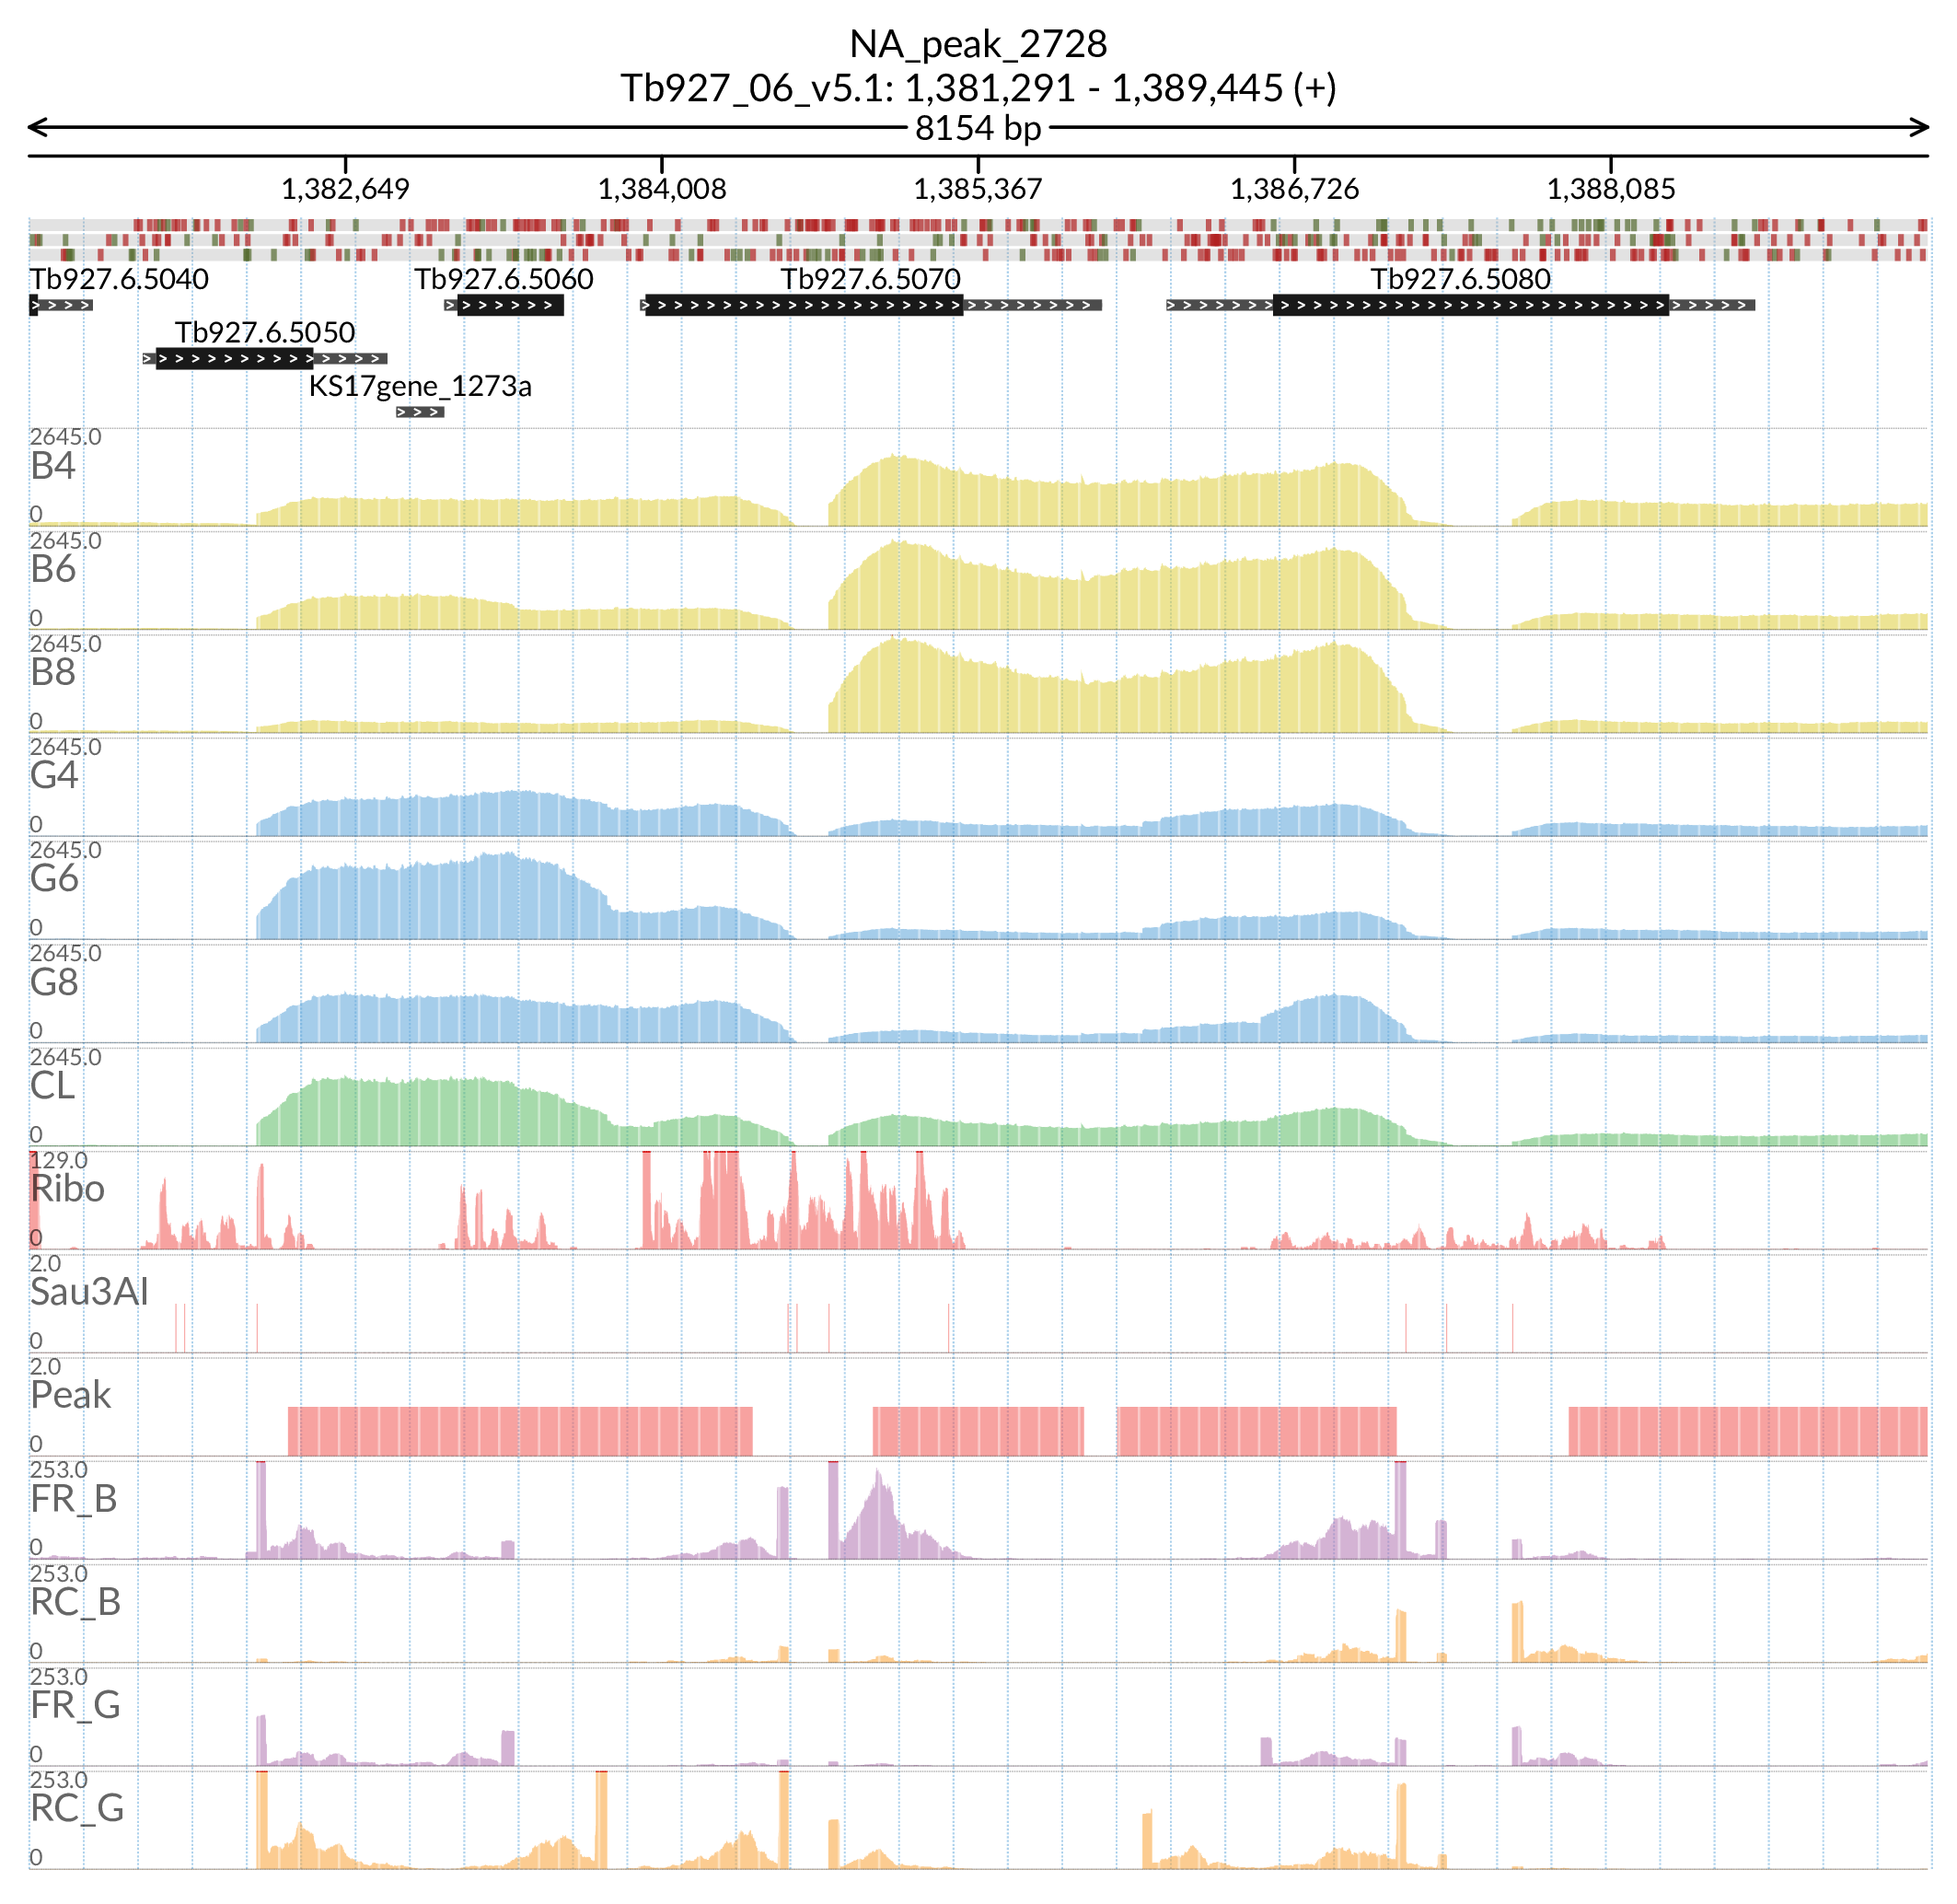 NA_peak_2728
Tb927_06_v5.1: 1,381,291 - 1,389,445 (+)
8154 bp
1,382,649 1,384,008 1,385,367 1,386,726 1,388,085
Tb927.6.5040 Tb927.6.5060 Tb927.6.5070 Tb927.6.5080
Tb927.6.5050
KS17gene_1273a
2645.0
B4
0
2645.0
B6
0
2645.0
B8
0
2645.0
G4
0
2645.0
G6
0
2645.0
G8
0
2645.0
CL
0
129.0
Ribo
0
2.0
Sau3AI
0
2.0
Peak
0
253.0
FR_B
0
253.0
RC_B
0
253.0
FR_G
0
253.0
RC_G
0